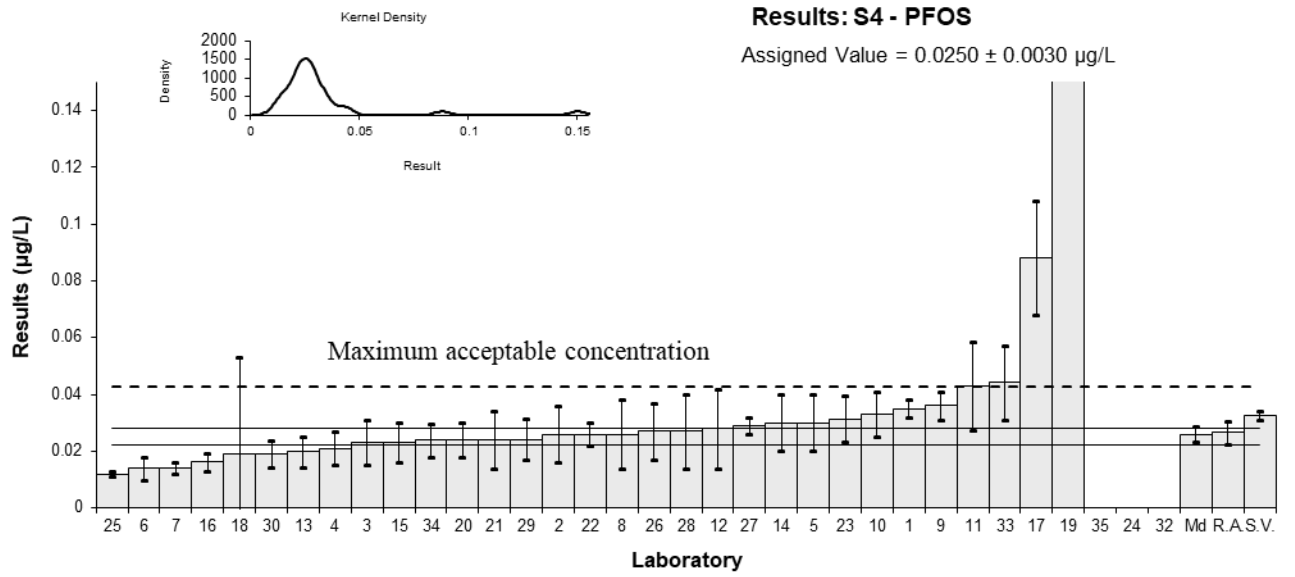 Kernel Density
Results: S4 - PFOS
Assigned Value = 0.0250 ± 0.0030 µg/L
2000
1500
1000
500
0
Density
0 0.05 0.1 0.15
Result
0.14
0.12
0.1
0.08
0.06
0.04
0.02
0
Results (µg/L)
Maximum acceptable concentration
25 6 7 16 18 30 13 4 3 15 34 20 21 29 2 22 8 26 28 12 27 14 5 23 10 1 9 11 33 17 19 35 24 32 Md R.A. S.V.
Laboratory